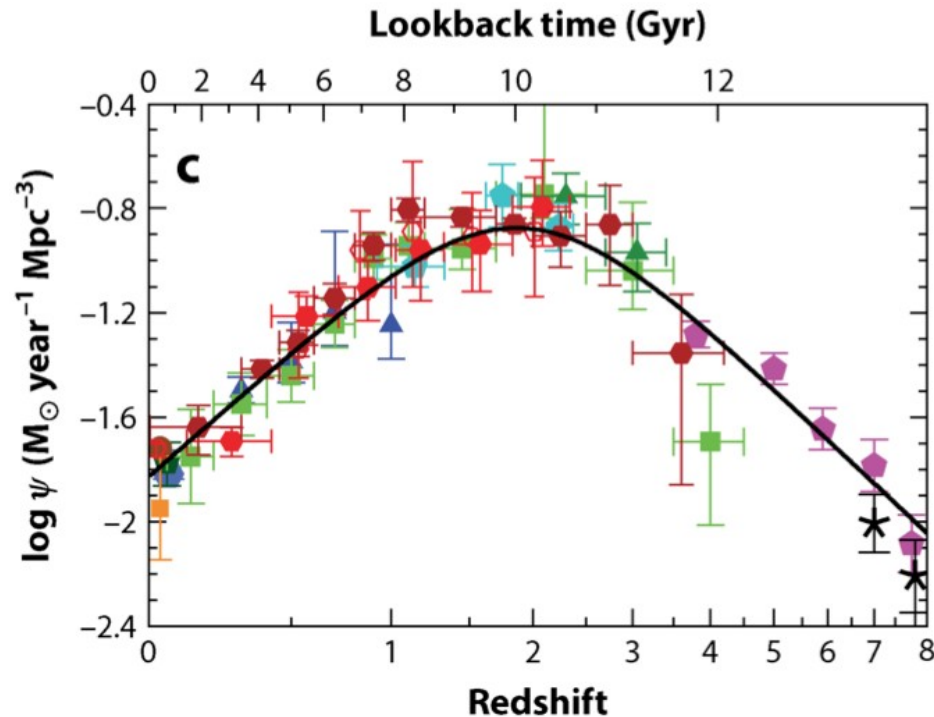 Lookback time (Gyr)
0 2 4 6 8 10 12
c
log ψ (M⊙ year⁻¹ Mpc⁻³)
−0.4
−0.8
−1.2
−1.6
−2
−2.4
0 1 2 3 4 5 6 7 8
Redshift